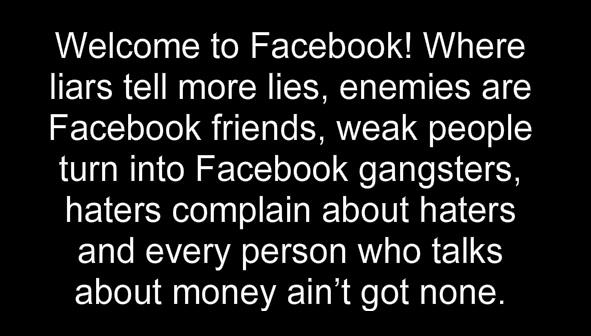 Welcome to Facebook! Where
liars tell more lies, enemies are
Facebook friends, weak people
turn into Facebook gangsters,
haters complain about haters
and every person who talks
about money ain’t got none.